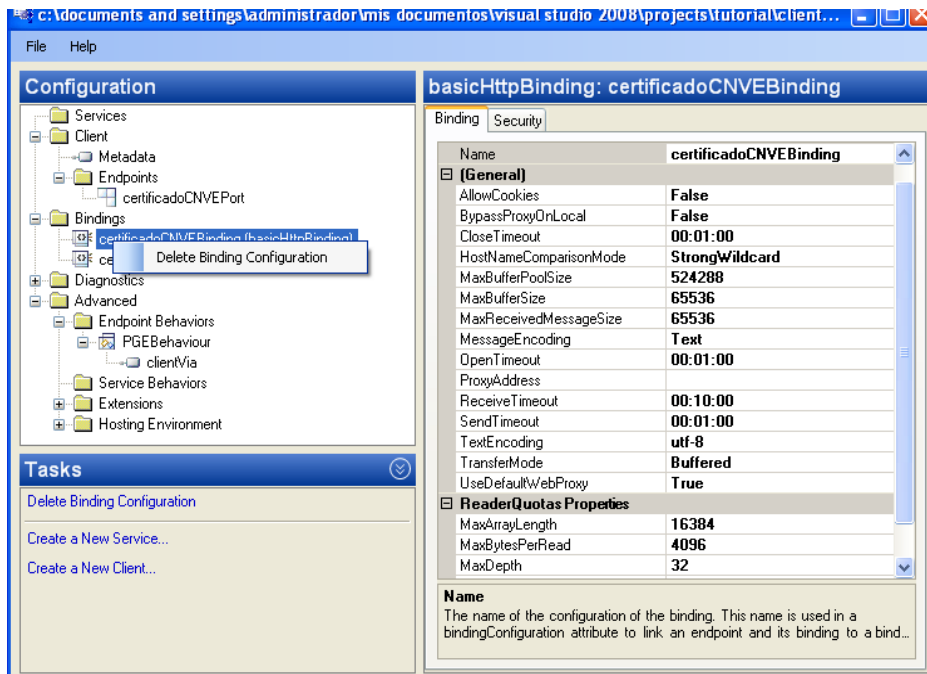 c:\documents and settings\administrador\mis documentos\visual studio 2008\projects\tutorial\client...
File Help
Configuration
Services
Client
Metadata
Endpoints
certificadoCNVEPort
Bindings
certificadoCNVEBinding (basicHttpBinding)
Delete Binding Configuration
Diagnostics
Advanced
Endpoint Behaviors
PGEBehaviour
clientVia
Service Behaviors
Extensions
Hosting Environment
Tasks
Delete Binding Configuration
Create a New Service...
Create a New Client...
basicHttpBinding: certificadoCNVEBinding
Binding Security
Name certificadoCNVEBinding
(General)
AllowCookies False
BypassProxyOnLocal False
CloseTimeout 00:01:00
HostNameComparisonMode StrongWildcard
MaxBufferPoolSize 524288
MaxBufferSize 65536
MaxReceivedMessageSize 65536
MessageEncoding Text
OpenTimeout 00:01:00
ProxyAddress
ReceiveTimeout 00:10:00
SendTimeout 00:01:00
TextEncoding utf-8
TransferMode Buffered
UseDefaultWebProxy True
ReaderQuotas Properties
MaxArrayLength 16384
MaxBytesPerRead 4096
MaxDepth 32
Name
The name of the configuration of the binding. This name is used in a
bindingConfiguration attribute to link an endpoint and its binding to a bind...